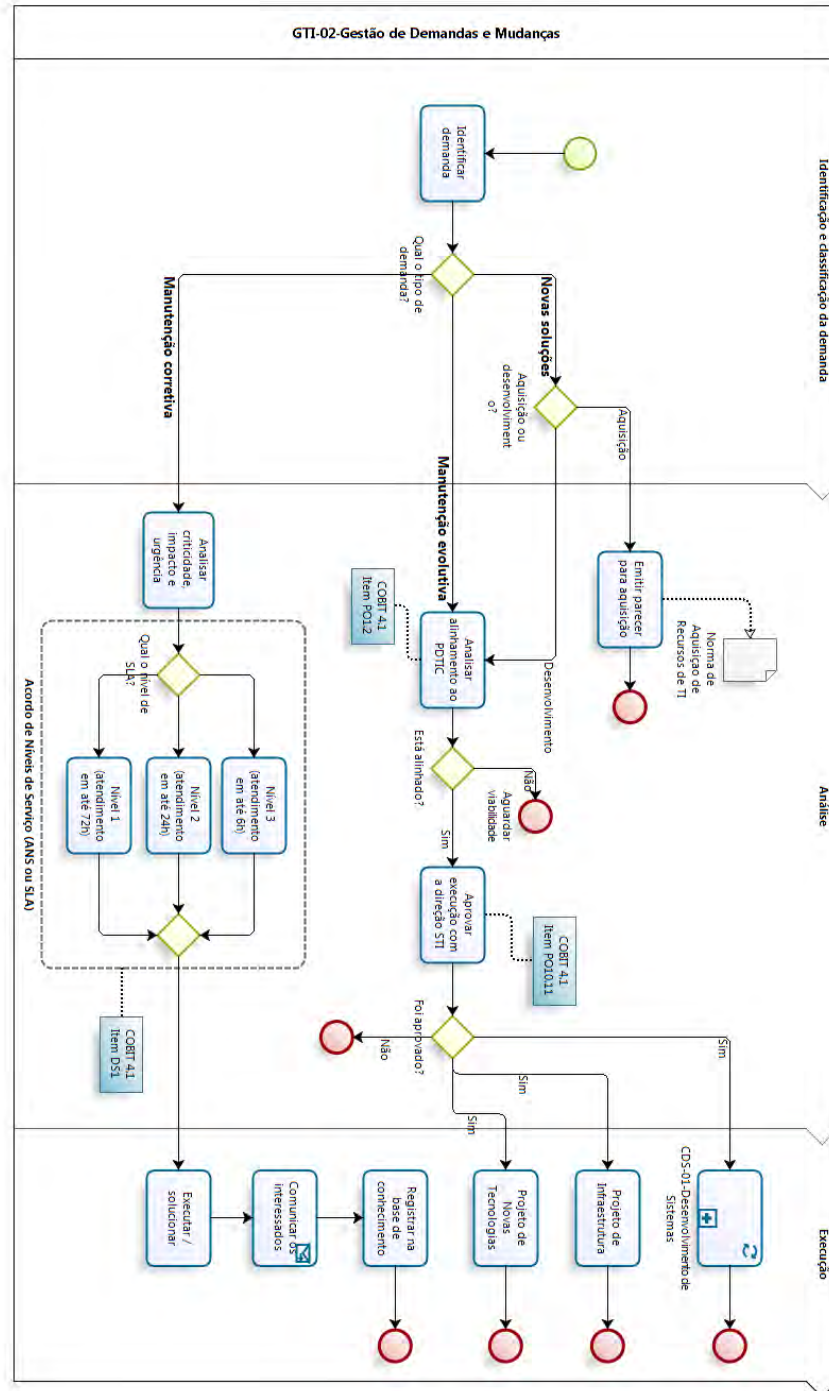 GTI-02-Gestão de Demandas e Mudanças
Identificação e classificação da demanda
Análise
Execução
Identificar
demanda
Qual o tipo de
demanda?
Novas soluções
Aquisição ou
desenvolviment
o?
Aquisição
Desenvolvimento
Manutenção evolutiva
Manutenção corretiva
Emitir parecer
para aquisição
Norma de
Aquisição de
Recursos de TI
Analisar
alinhamento ao
PDTIC
COBIT 4.1
Item PO1.2
Está alinhado?
Não
Aguardar
viabilidade
Sim
Aprovar
execução com
a direção STI
COBIT 4.1
Item PO10.11
Foi aprovado?
Não
Sim
Sim
Sim
CDS-01-Desenvolvimento de
Sistemas
Projeto de
Infraestrutura
Projeto de
Novas
Tecnologias
Analisar
criticidade,
impacto e
urgência
Qual o nível de
SLA?
Nível 3
(atendimento
em até 6h)
Nível 2
(atendimento
em até 24h)
Nível 1
(atendimento
em até 72h)
Acordo de Níveis de Serviço (ANS ou SLA)
COBIT 4.1
Item DS1
Executar /
solucionar
Comunicar os
interessados
Registrar na
base de
conhecimento